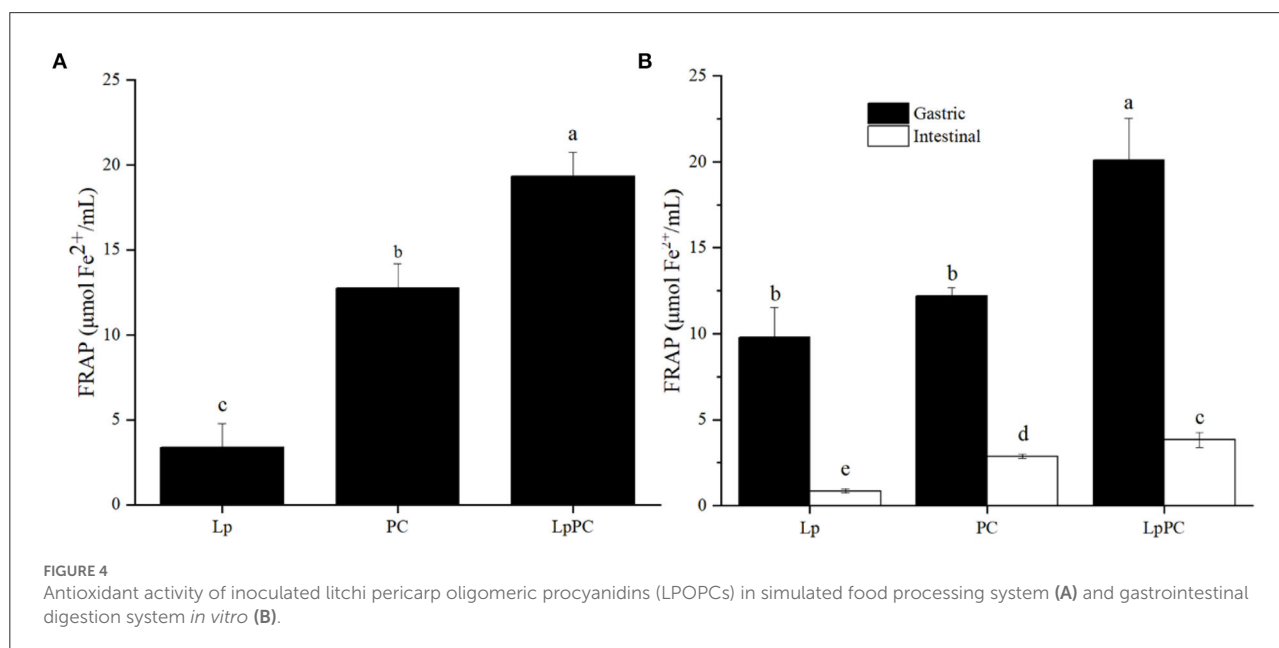 A
25
20
15
10
5
0
FRAP (μmol Fe2+/mL)
c
b
a
Lp
PC
LpPC
B
25
20
15
10
5
0
FRAP (μmol Fe2+/mL)
Gastric
Intestinal
b
e
b
d
a
c
Lp
PC
LpPC
FIGURE 4
Antioxidant activity of inoculated litchi pericarp oligomeric procyanidins (LPOPCs) in simulated food processing system (A) and gastrointestinal
digestion system in vitro (B).